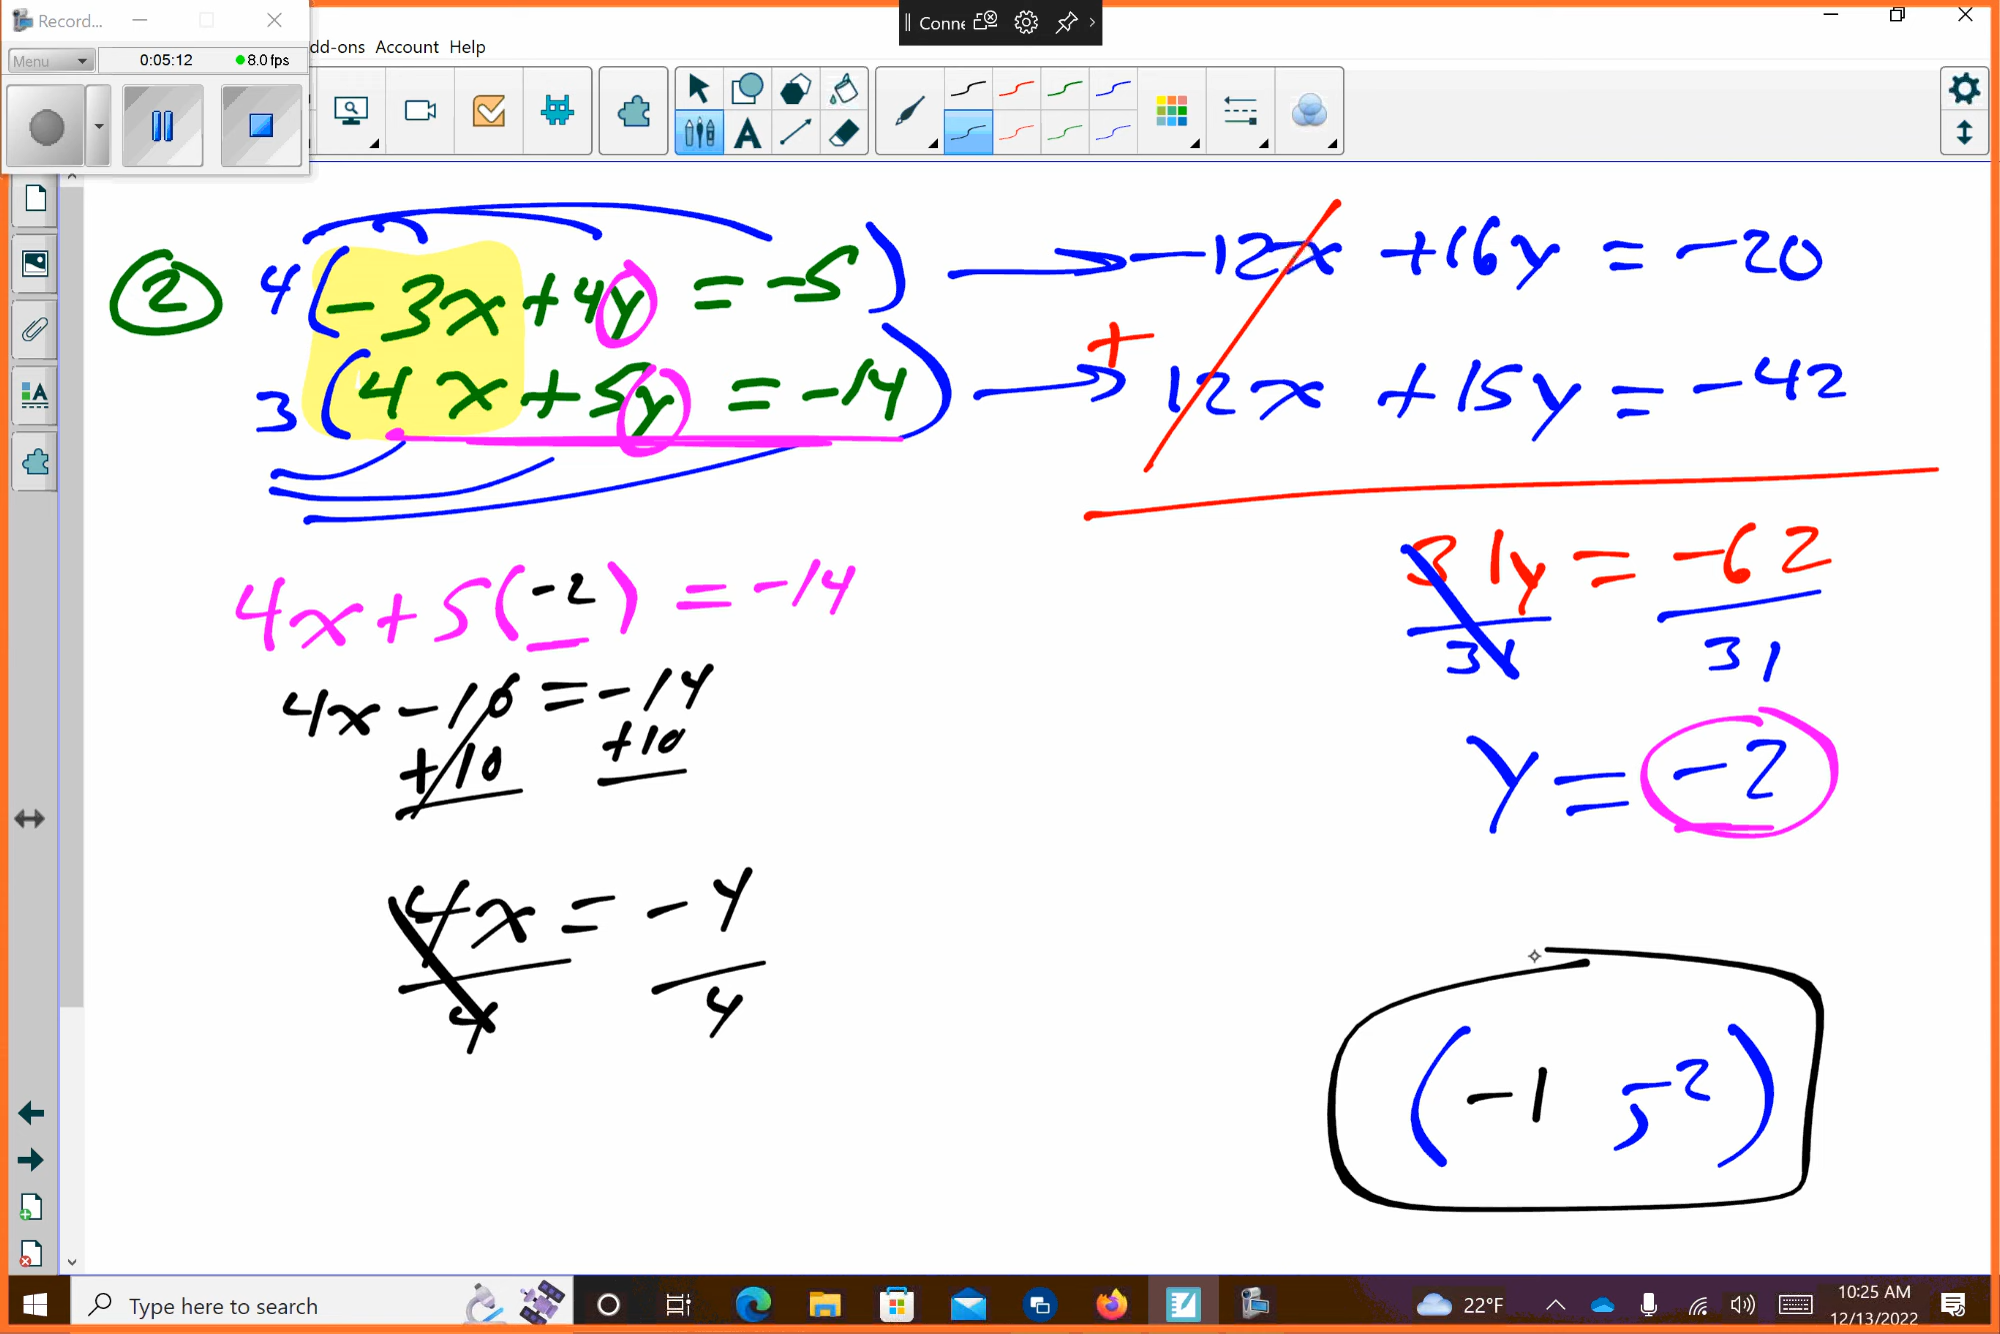 Record...
Menu
0:05:12
8.0 fps
dd-ons Account Help
Conne
② 4(-3x+4y = -5) → -12x +16y = -20
3(4x+5y = -14) → + 12x +15y = -42
31y = -62
31 31
y = -2
4x+5(-2) = -14
4x -10 = -14
+10 +10
4x = -4
4 4
(-1, -2)
Type here to search
22°F
10:25 AM
12/13/2022